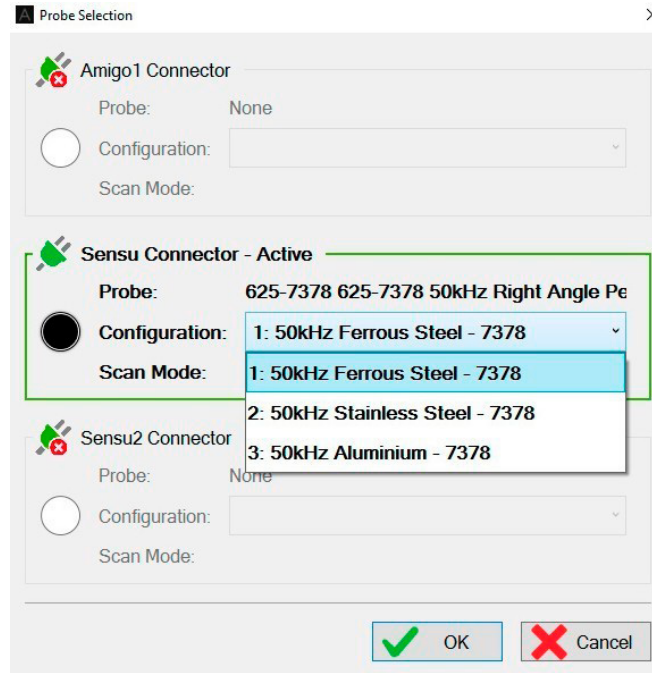 Probe Selection
Amigo1 Connector
Probe: None
Configuration:
Scan Mode:
Sensu Connector - Active
Probe: 625-7378 625-7378 50kHz Right Angle Pe
Configuration: 1: 50kHz Ferrous Steel - 7378
Scan Mode: 1: 50kHz Ferrous Steel - 7378
2: 50kHz Stainless Steel - 7378
Sensu2 Connector
3: 50kHz Aluminium - 7378
Probe: None
Configuration:
Scan Mode:
OK Cancel